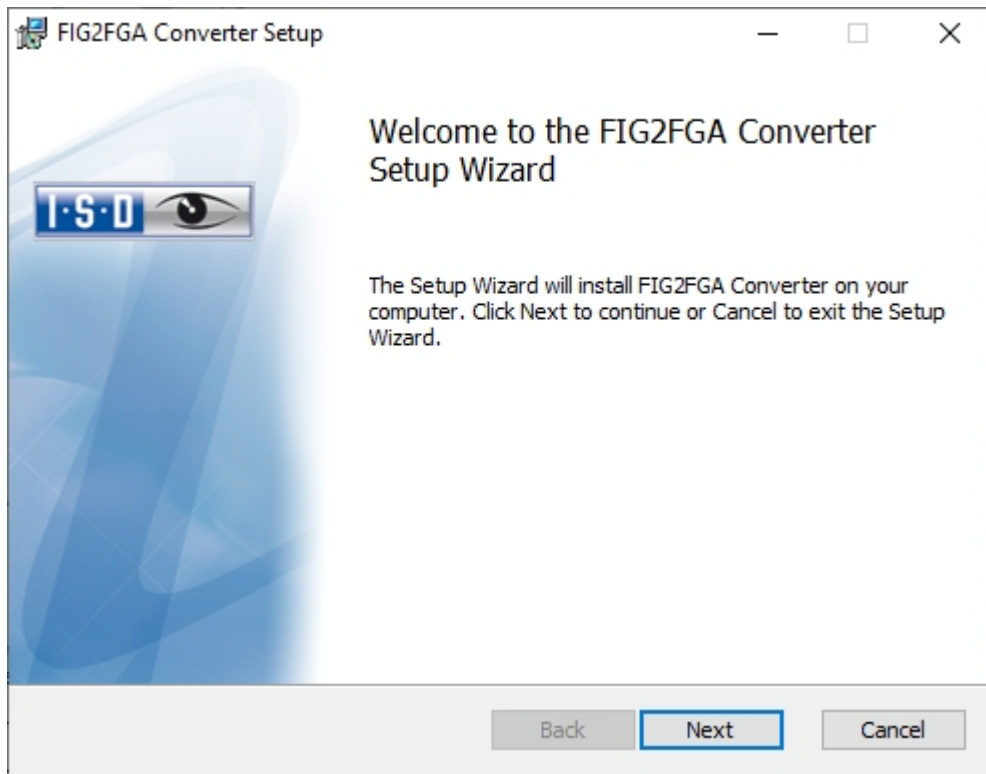 FIG2FGA Converter Setup
Welcome to the FIG2FGA Converter
Setup Wizard
I·S·D
The Setup Wizard will install FIG2FGA Converter on your
computer. Click Next to continue or Cancel to exit the Setup
Wizard.
Back Next Cancel